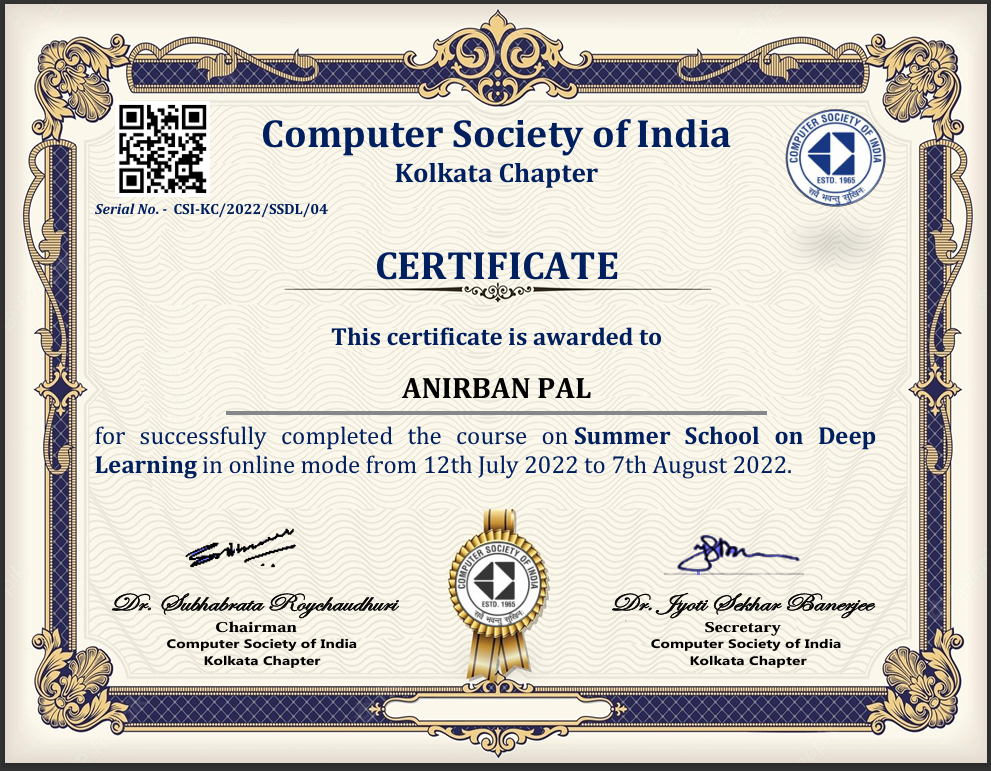 Computer Society of India
Kolkata Chapter
COMPUTER SOCIETY OF INDIA
ESTD. 1965
सर्वे भवन्तु सुखिनः
Serial No. - CSI-KC/2022/SSDL/04
CERTIFICATE
This certificate is awarded to
ANIRBAN PAL
for successfully completed the course on Summer School on Deep
Learning in online mode from 12th July 2022 to 7th August 2022.
COMPUTER SOCIETY OF INDIA
ESTD. 1965
सर्वे भवन्तु सुखिनः
Dr. Subhabrata Roychaudhuri
Chairman
Computer Society of India
Kolkata Chapter
Dr. Jyoti Sekhar Banerjee
Secretary
Computer Society of India
Kolkata Chapter